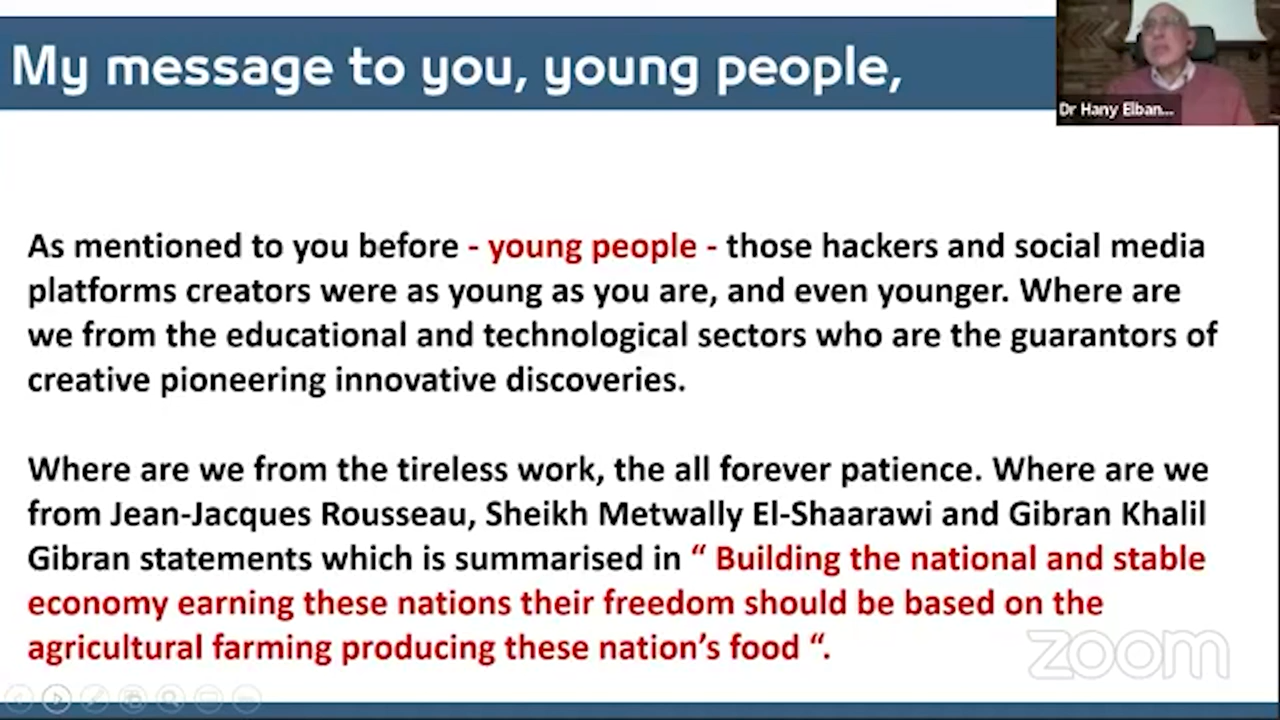 My message to you, young people,
Dr Hany Elban...
As mentioned to you before - young people - those hackers and social media
platforms creators were as young as you are, and even younger. Where are
we from the educational and technological sectors who are the guarantors of
creative pioneering innovative discoveries.
Where are we from the tireless work, the all forever patience. Where are we
from Jean-Jacques Rousseau, Sheikh Metwally El-Shaarawi and Gibran Khalil
Gibran statements which is summarised in “ Building the national and stable
economy earning these nations their freedom should be based on the
agricultural farming producing these nation’s food “.
zoom